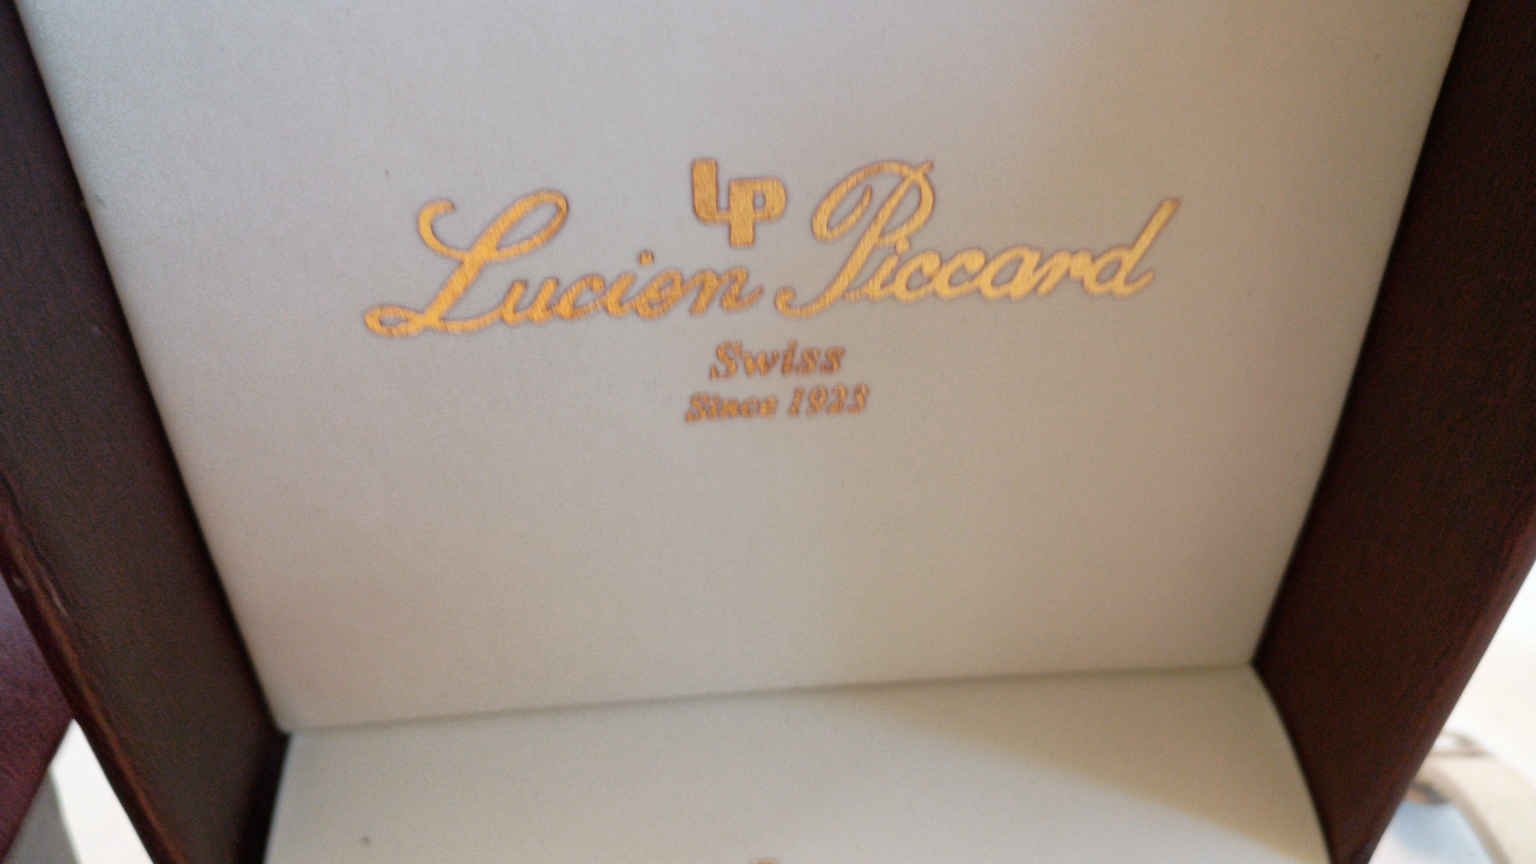 LP
Lucien Piccard
Swiss
Since 1923